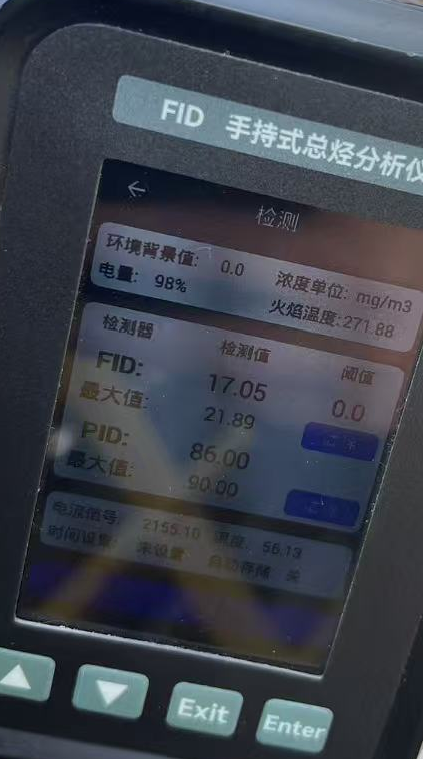 FID 手持式总烃分析仪
检测
环境背景值: 0.0 浓度单位: mg/m3
电量: 98% 火焰温度:271.88
检测器 检测值 阈值
FID: 17.05 0.0
最大值: 21.89
PID: 86.00
最大值: 90.00
电流信号: 2155.10 湿度: 56.13
时间设置: 未设置 自动存储 关
Exit Enter